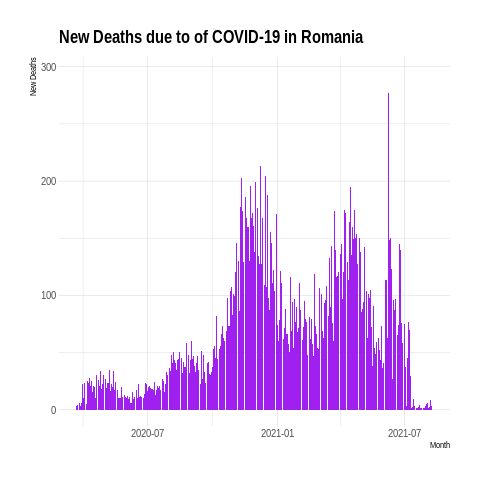 New Deaths due to of COVID-19 in Romania
New Deaths
300
200
100
0
2020-07
2021-01
2021-07
Month